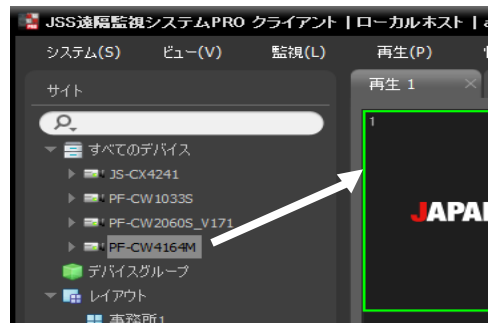 JSS遠隔監視システムPRO クライアント | ローカルホスト |
システム(S) ビュー(V) 監視(L) 再生(P)
サイト
再生 1
1
すべてのデバイス
JS-CX4241
PF-CW1033S
PF-CW2060S_V171
PF-CW4164M
JAPA
デバイスグループ
レイアウト
事務所1